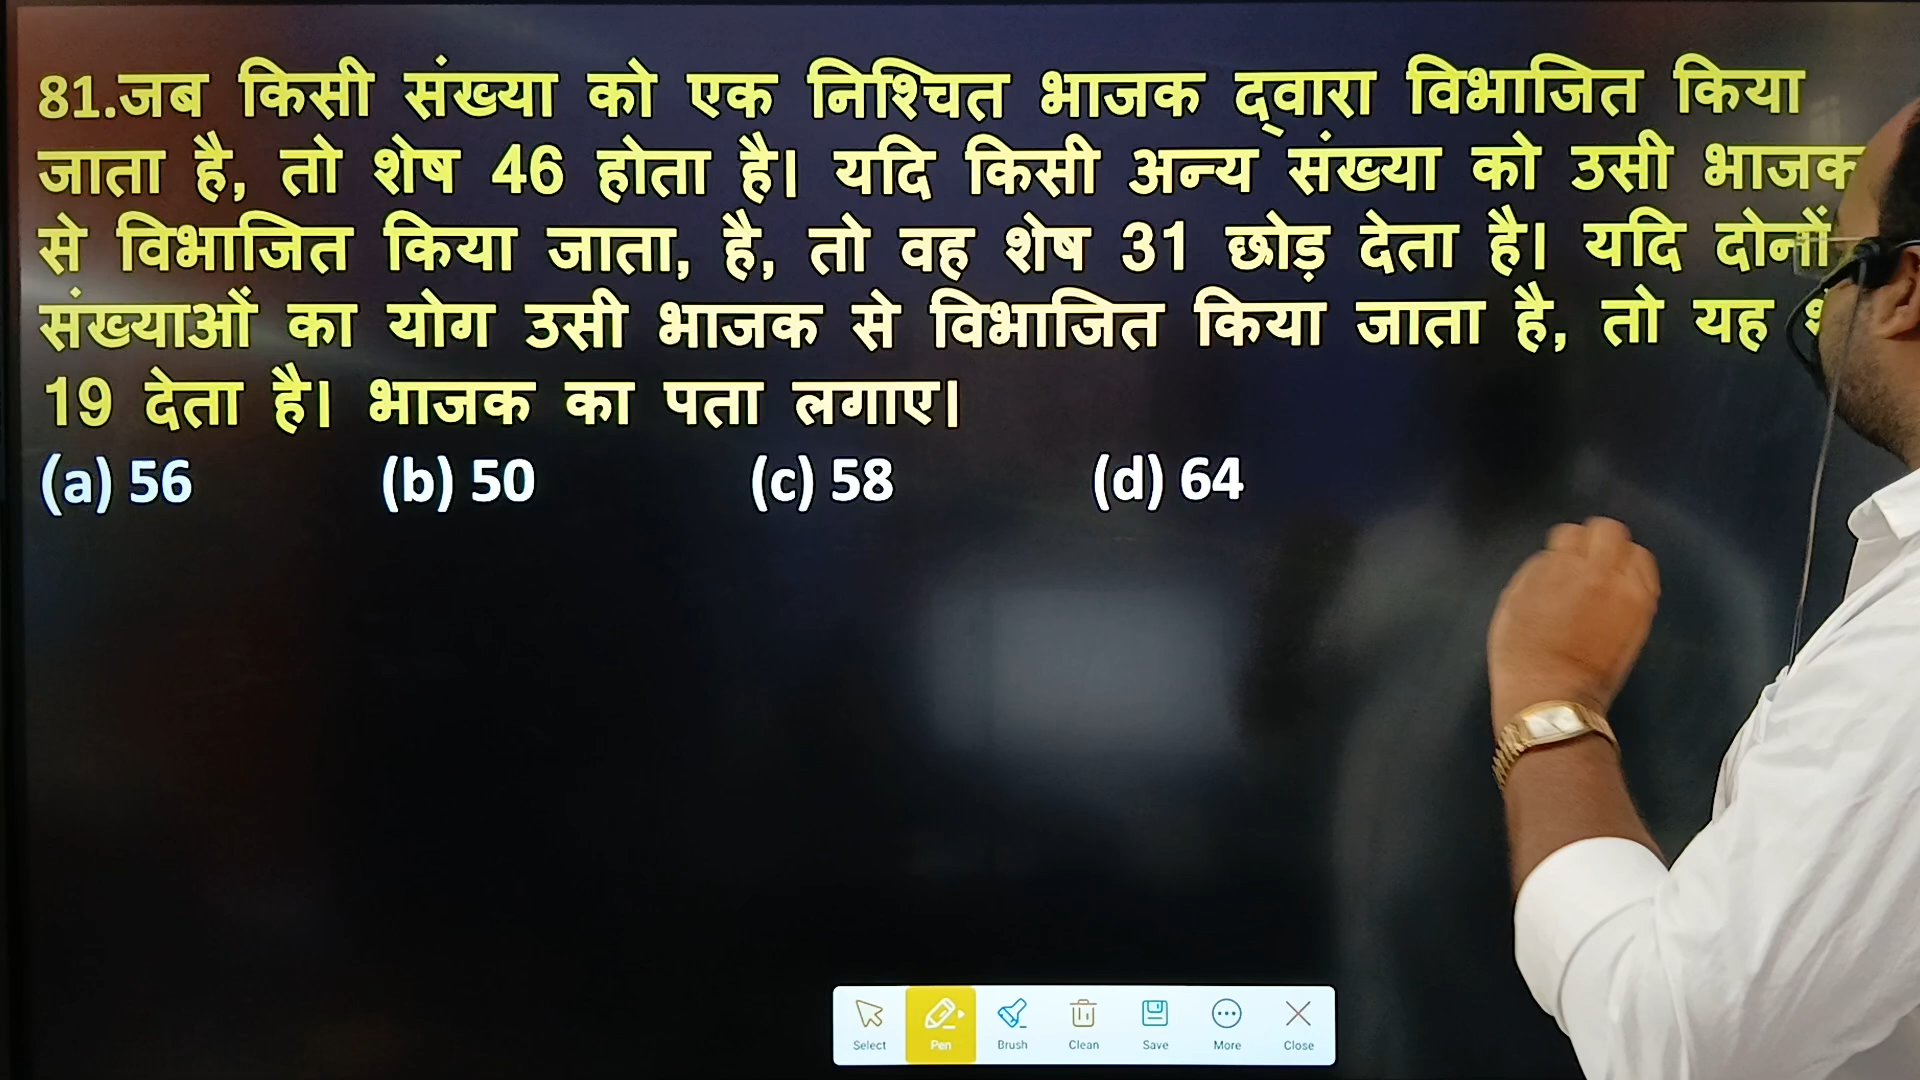 81.जब किसी संख्या को एक निश्चित भाजक द्वारा विभाजित किया
जाता है, तो शेष 46 होता है। यदि किसी अन्य संख्या को उसी भाजक
से विभाजित किया जाता, है, तो वह शेष 31 छोड़ देता है। यदि दोनों
संख्याओं का योग उसी भाजक से विभाजित किया जाता है, तो यह
19 देता है। भाजक का पता लगाए।
(a) 56 (b) 50 (c) 58 (d) 64
Select Pen Brush Clean Save More Close